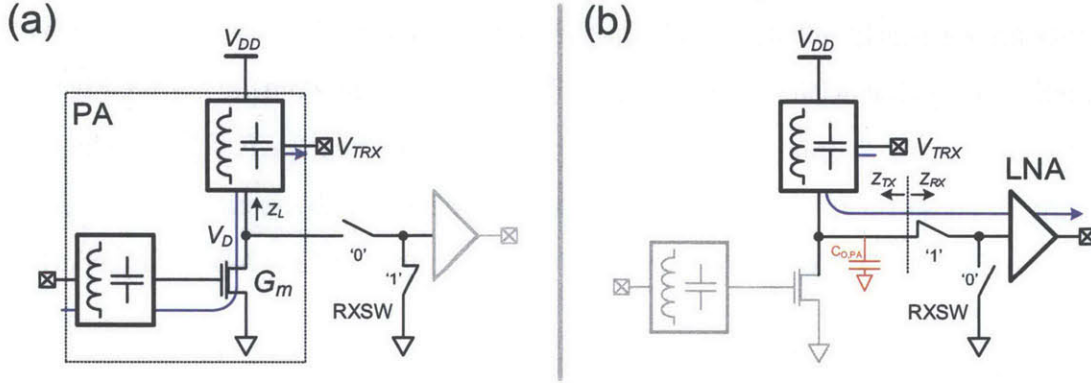 (a)
V_DD
PA
V_TRX
Z_L
V_D
'0'
G_m
'1'
RXSW
(b)
V_DD
V_TRX
LNA
Z_TX
Z_RX
C_O,PA
'1'
'0'
RXSW